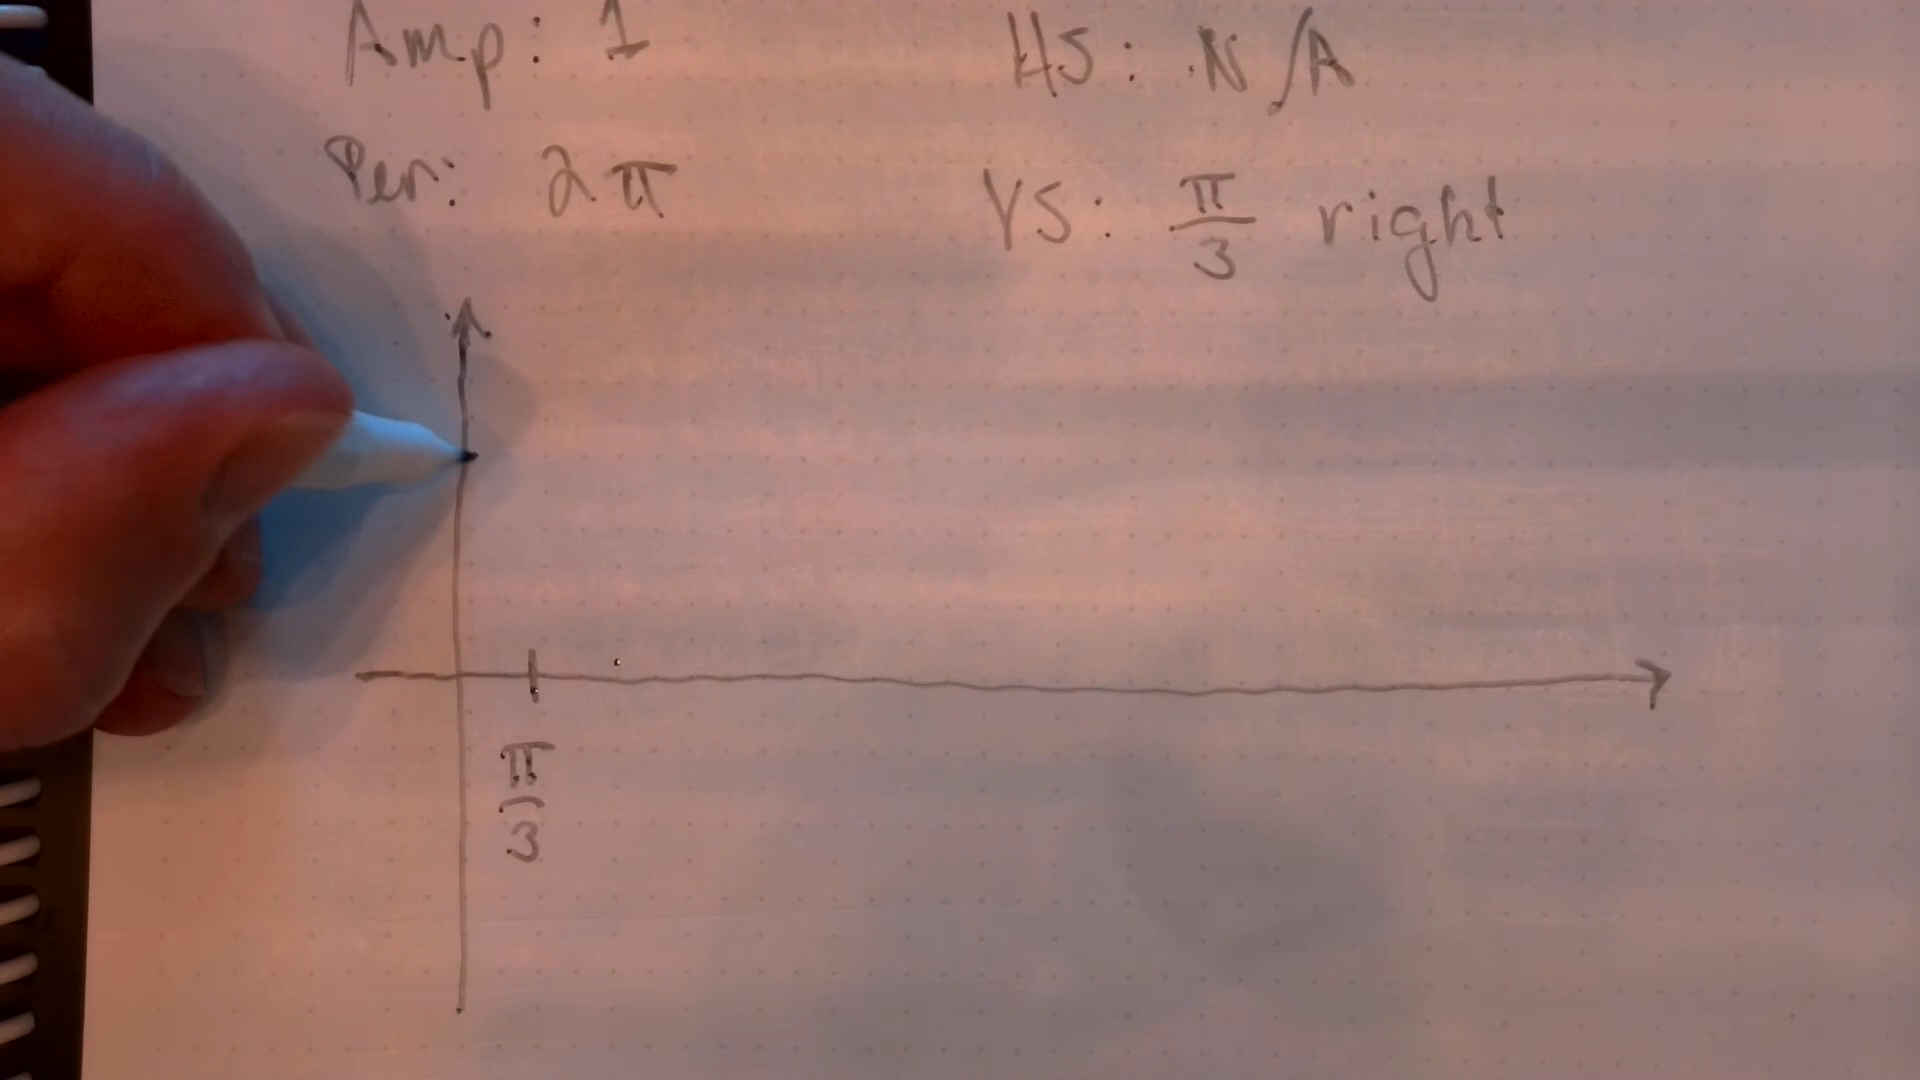 Amp: 1
HS: N/A
Per: 2π
VS: π/3 right
π/3